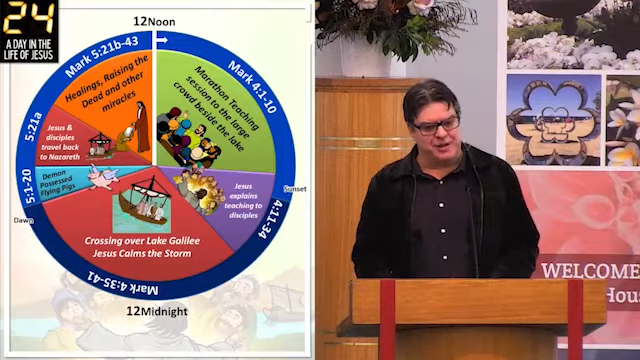 24
A DAY IN THE
LIFE OF JESUS
12Noon
Mark 5:21b-43
Mark 4:1-10
Healings, Raising the
Dead and other
miracles
Marathon Teaching
session to the large
crowd beside the lake
5:21a
Jesus &
disciples
travel back
to Nazareth
5:1-20
Demon
Possessed
Flying Pigs
Jesus
explains
teaching to
disciples
Sunset
4:11-34
Dawn
Crossing over Lake Galilee
Jesus Calms the Storm
Mark 4:35-41
12Midnight
WELCOME
Hous